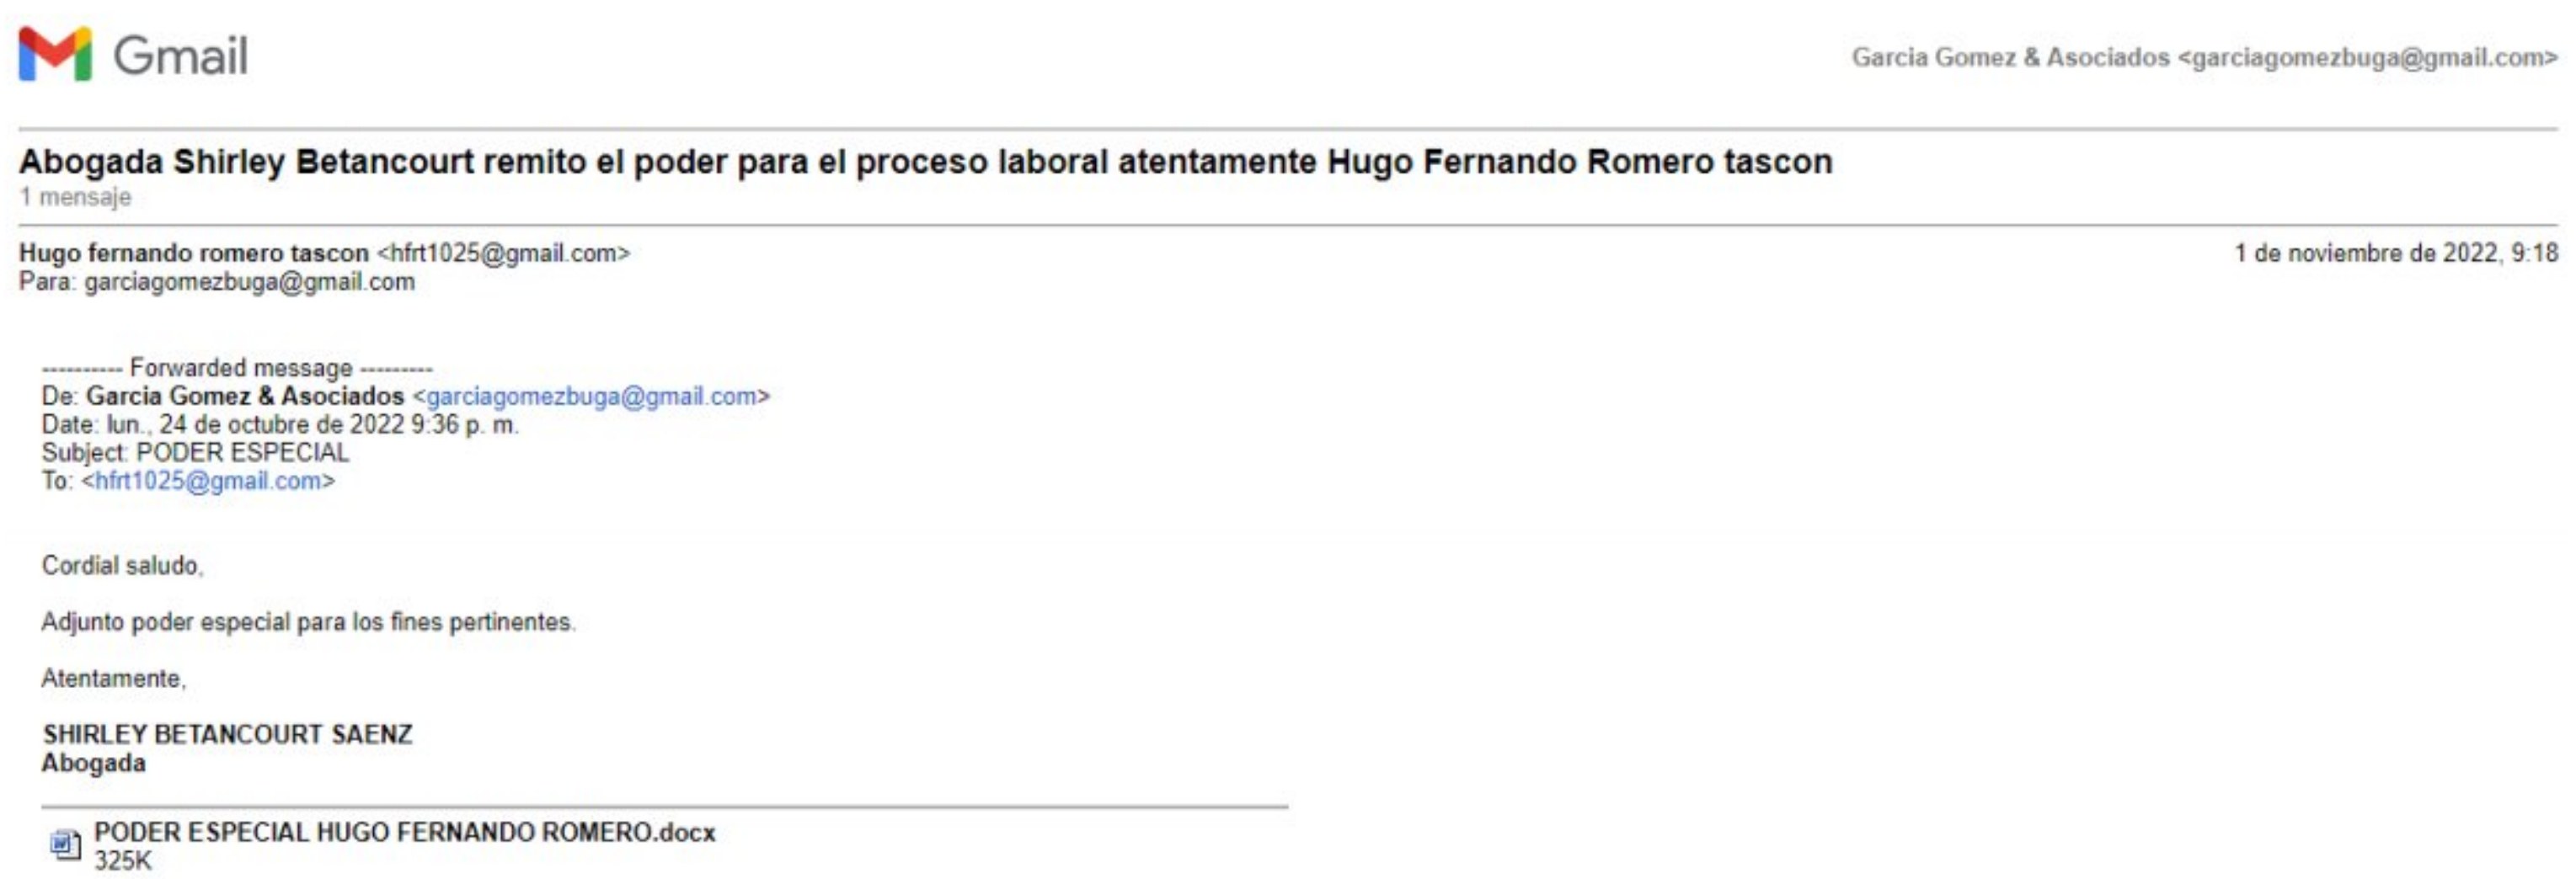 Gmail
Garcia Gomez & Asociados <garciagomezbuga@gmail.com>
Abogada Shirley Betancourt remito el poder para el proceso laboral atentamente Hugo Fernando Romero tascon
1 mensaje
Hugo fernando romero tascon <hfrt1025@gmail.com>
1 de noviembre de 2022, 9:18
Para: garciagomezbuga@gmail.com
---------- Forwarded message ---------
De: Garcia Gomez & Asociados <garciagomezbuga@gmail.com>
Date: lun., 24 de octubre de 2022 9:36 p. m.
Subject: PODER ESPECIAL
To: <hfrt1025@gmail.com>
Cordial saludo,
Adjunto poder especial para los fines pertinentes.
Atentamente,
SHIRLEY BETANCOURT SAENZ
Abogada
PODER ESPECIAL HUGO FERNANDO ROMERO.docx
325K